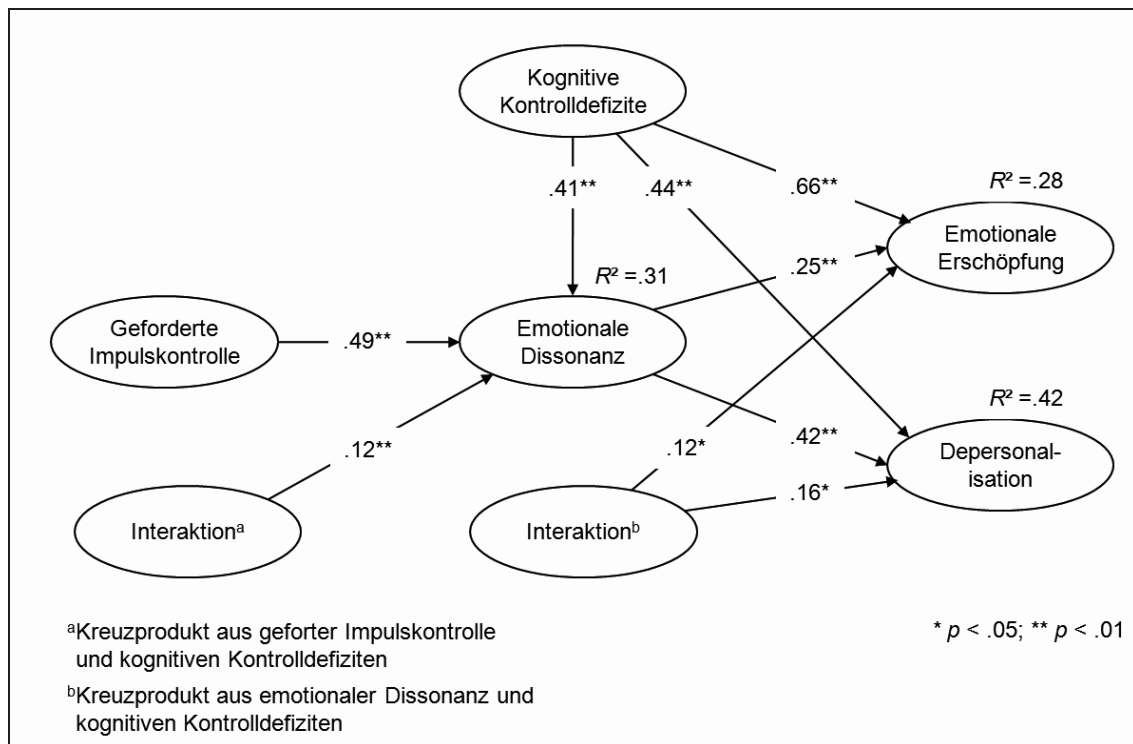 Kognitive
Kontrolldefizite
.41**
.44**
.66**
R² =.28
Emotionale
Erschöpfung
R² =.31
.25**
Geforderte
Impulskontrolle
.49**
Emotionale
Dissonanz
R² =.42
.12**
.12*
.42**
Depersonal-
isation
.16*
Interaktionᵃ
Interaktionᵇ
ᵃKreuzprodukt aus geforter Impulskontrolle
und kognitiven Kontrolldefiziten
* p < .05; ** p < .01
ᵇKreuzprodukt aus emotionaler Dissonanz und
kognitiven Kontrolldefiziten